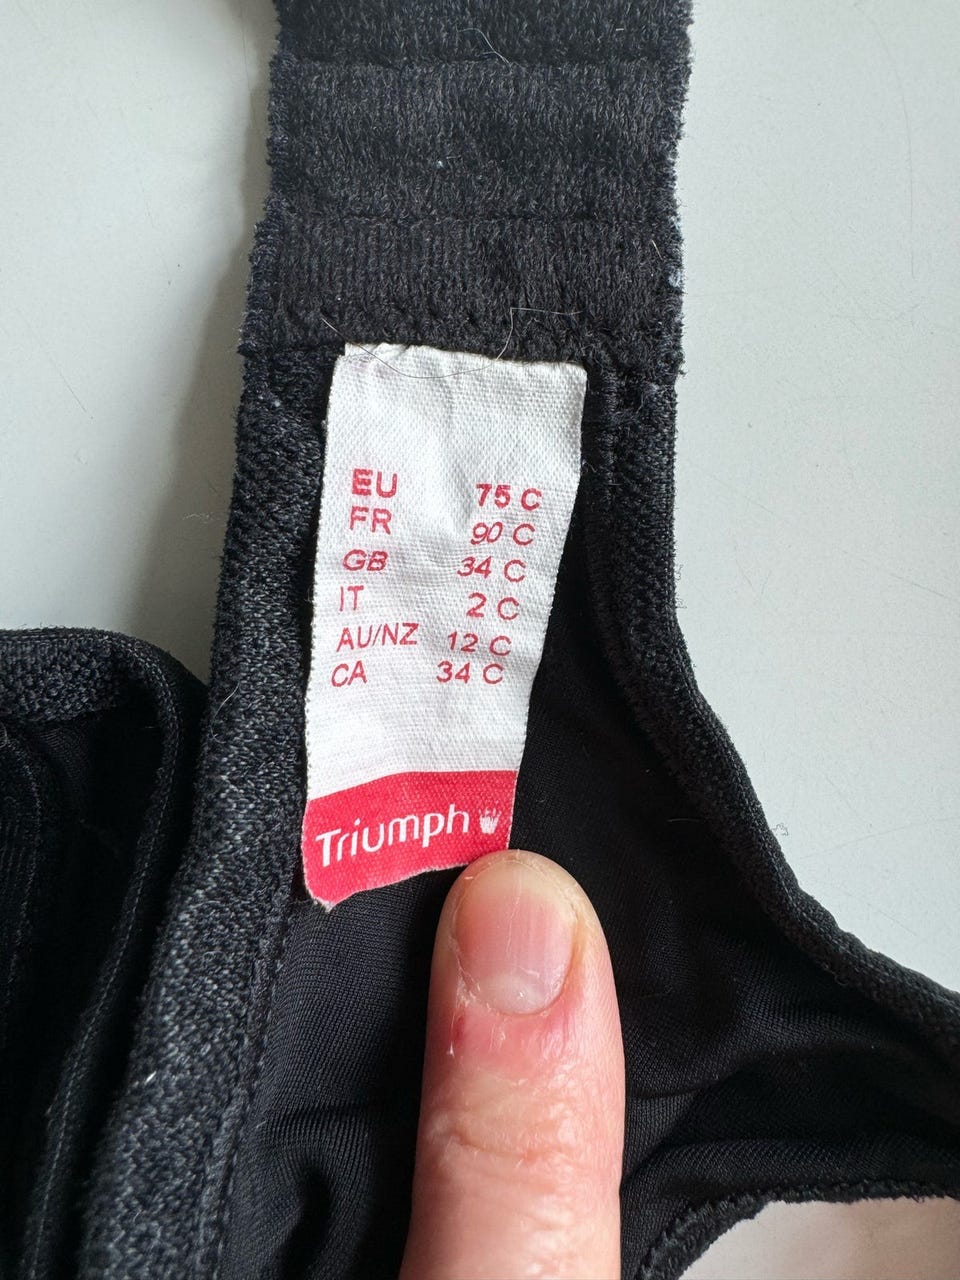 EU 75 C
FR 90 C
GB 34 C
IT 2 C
AU/NZ 12 C
CA 34 C
Triumph